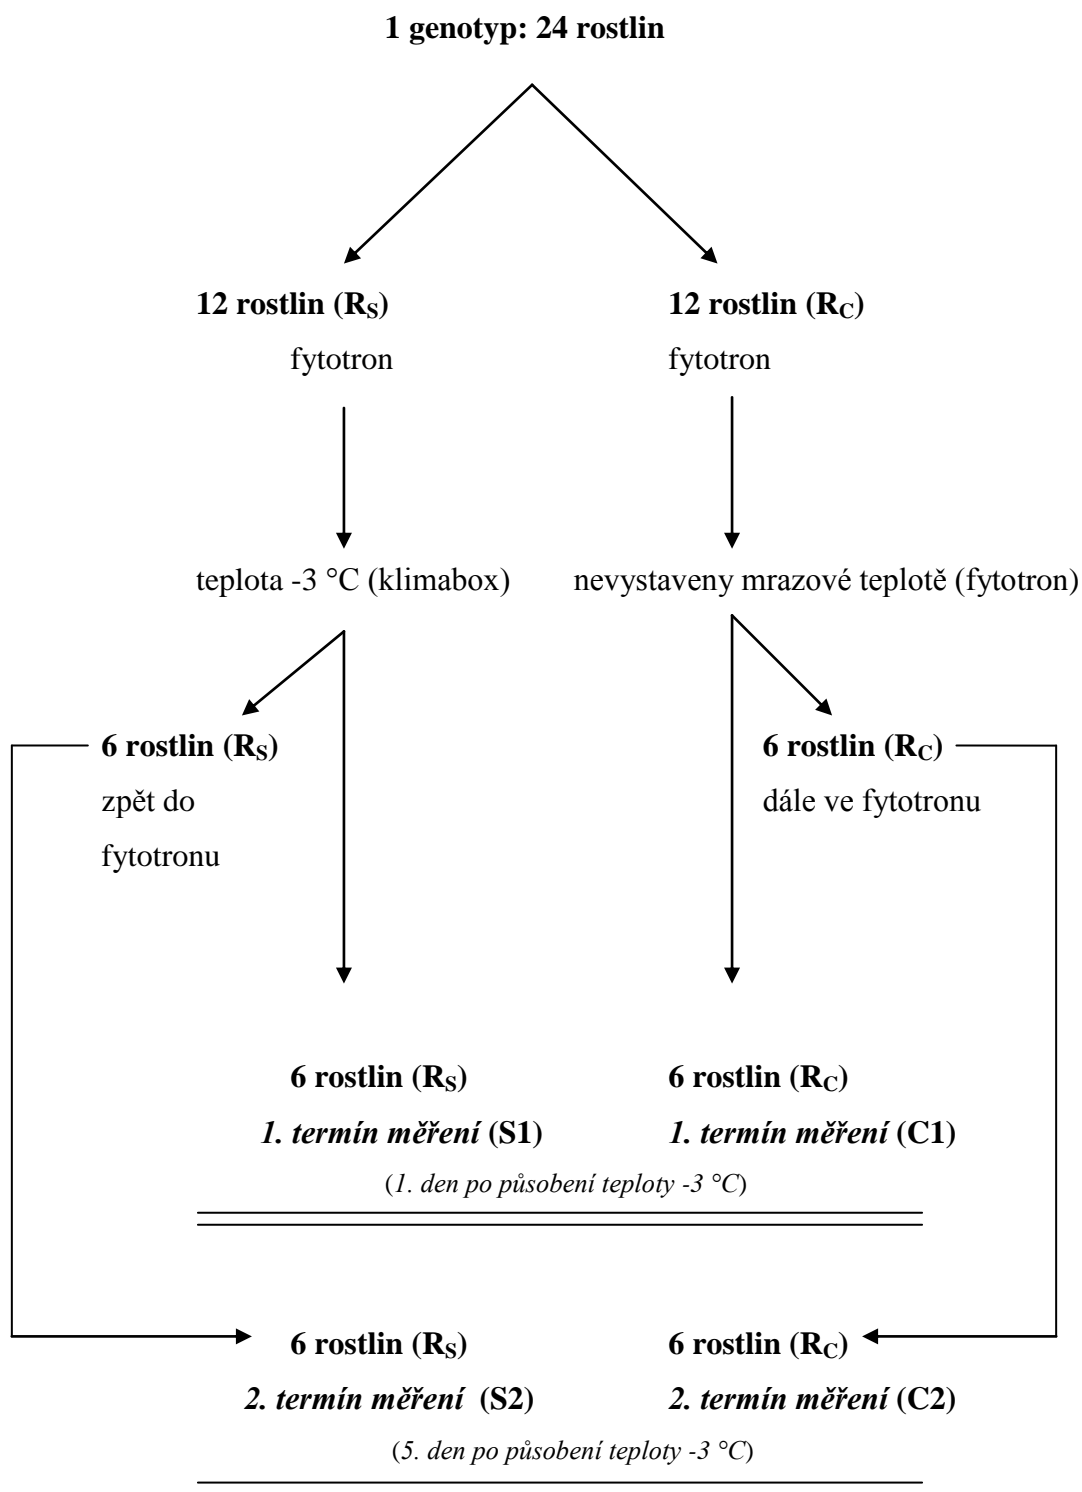 1 genotyp: 24 rostlin
12 rostlin (RS)
12 rostlin (RC)
fytotron
fytotron
teplota -3 °C (klimabox)
nevystaveny mrazové teplotě (fytotron)
6 rostlin (RS)
zpět do
fytotronu
6 rostlin (RC)
dále ve fytotronu
6 rostlin (RS)
6 rostlin (RC)
1. termín měření (S1)
1. termín měření (C1)
(1. den po působení teploty -3 °C)
6 rostlin (RS)
6 rostlin (RC)
2. termín měření (S2)
2. termín měření (C2)
(5. den po působení teploty -3 °C)